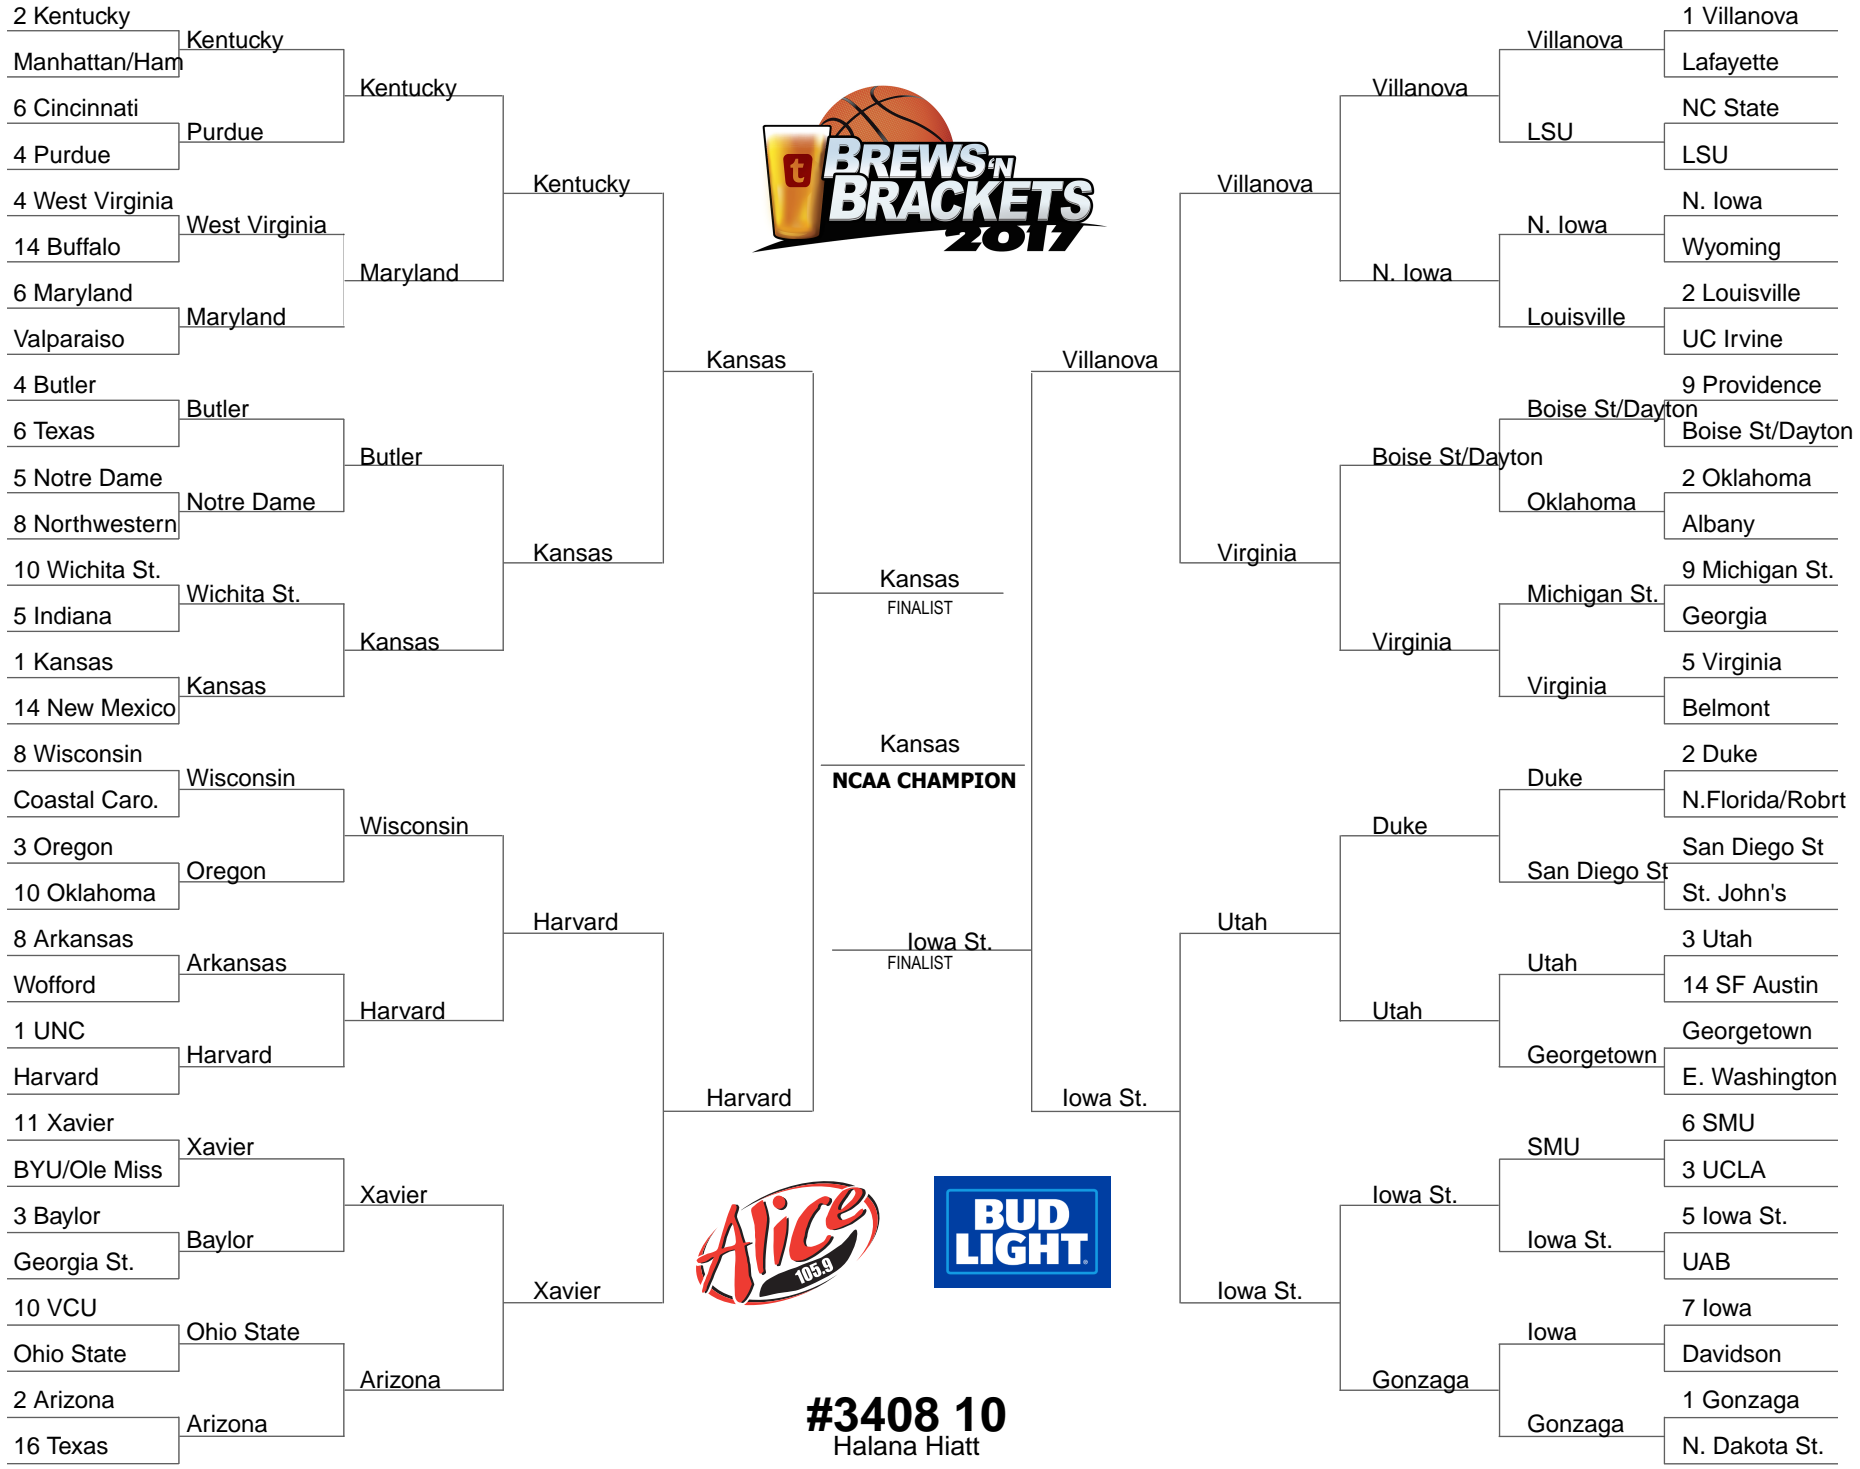 2 Kentucky
Manhattan/Ham
6 Cincinnati
4 Purdue
4 West Virginia
14 Buffalo
6 Maryland
Valparaiso
4 Butler
6 Texas
5 Notre Dame
8 Northwestern
10 Wichita St.
5 Indiana
1 Kansas
14 New Mexico
8 Wisconsin
Coastal Caro.
3 Oregon
10 Oklahoma
8 Arkansas
Wofford
1 UNC
Harvard
11 Xavier
BYU/Ole Miss
3 Baylor
Georgia St.
10 VCU
Ohio State
2 Arizona
16 Texas
Kentucky
Purdue
West Virginia
Maryland
Butler
Notre Dame
Wichita St.
Kansas
Wisconsin
Oregon
Arkansas
Harvard
Xavier
Baylor
Ohio State
Arizona
Kentucky
Maryland
Butler
Kansas
Wisconsin
Harvard
Xavier
Arizona
Kentucky
Kansas
Harvard
Xavier
Kansas
Harvard
t
BREWS 'N
BRACKETS
2017
Kansas
FINALIST
Kansas
NCAA CHAMPION
Iowa St.
FINALIST
Alice
105.9
BUD
LIGHT
#3408 10
Halana Hiatt
Villanova
Iowa St.
Villanova
Virginia
Utah
Iowa St.
Villanova
N. Iowa
Boise St/Dayton
Virginia
Duke
Utah
Iowa St.
Gonzaga
Villanova
LSU
N. Iowa
Louisville
Boise St/Dayton
Oklahoma
Michigan St.
Virginia
Duke
San Diego St
Utah
Georgetown
SMU
Iowa St.
Iowa
Gonzaga
1 Villanova
Lafayette
NC State
LSU
N. Iowa
Wyoming
2 Louisville
UC Irvine
9 Providence
Boise St/Dayton
2 Oklahoma
Albany
9 Michigan St.
Georgia
5 Virginia
Belmont
2 Duke
N.Florida/Robrt
San Diego St
St. John's
3 Utah
14 SF Austin
Georgetown
E. Washington
6 SMU
3 UCLA
5 Iowa St.
UAB
7 Iowa
Davidson
1 Gonzaga
N. Dakota St.